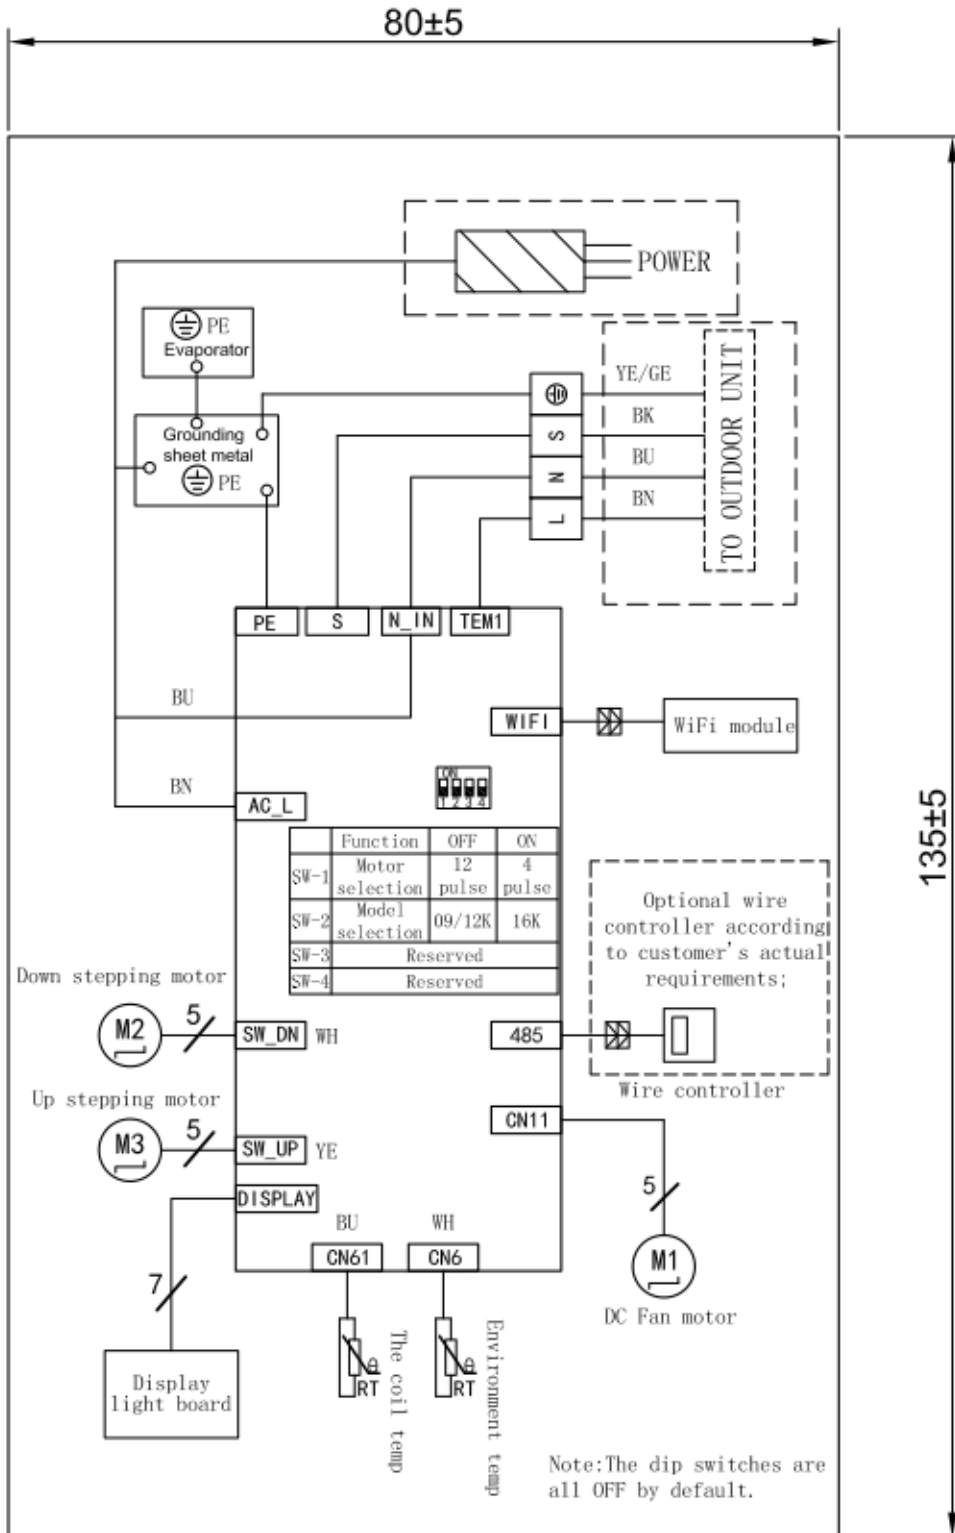 80±5
135±5
POWER
PE
Evaporator
YE/GE
BK
BU
BN
TO OUTDOOR UNIT
S
N
L
Grounding
sheet metal
PE
PE
S
N_IN
TEM1
BU
WIFI
WiFi module
BN
AC_L
ON
1 2 3 4
Function OFF ON
SW-1 Motor selection 12 pulse 4 pulse
SW-2 Model selection 09/12K 16K
SW-3 Reserved
SW-4 Reserved
Optional wire
controller according
to customer's actual
requirements;
Down stepping motor
M2
5
SW_DN
WH
485
Wire controller
Up stepping motor
M3
5
SW_UP
YE
CN11
DISPLAY
5
BU
WH
CN61
CN6
M1
DC Fan motor
7
Display
light board
RT
The coil temp
RT
Environment temp
Note:The dip switches are
all OFF by default.